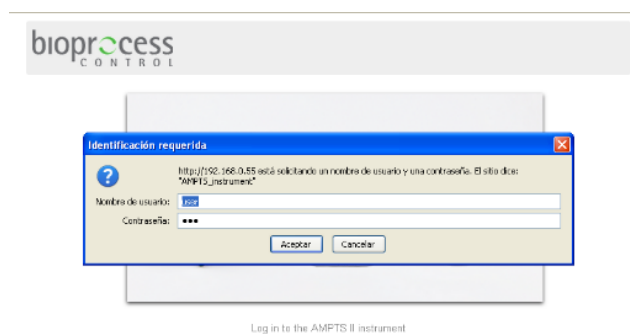 bioprocess
CONTROL
Identificación requerida
http://192.168.0.55 está solicitando un nombre de usuario y una contraseña. El sitio dice:
"AMPTS_instrument"
Nombre de usuario: user
Contraseña: •••
Aceptar Cancelar
Log in to the AMPTS II instrument